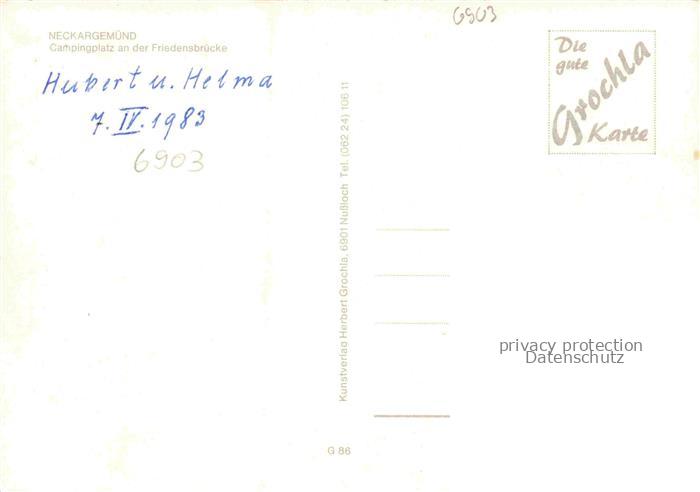 NECKARGEMÜND
Campingplatz an der Friedensbrücke
Hubert u. Helma
7. IV. 1983
6903
6903
Die
gute
Grochla
Karte
Kunstverlag Herbert Grochla, 6901 Nußloch Tel. (062 24) 106 11
privacy protection
Datenschutz
G 86